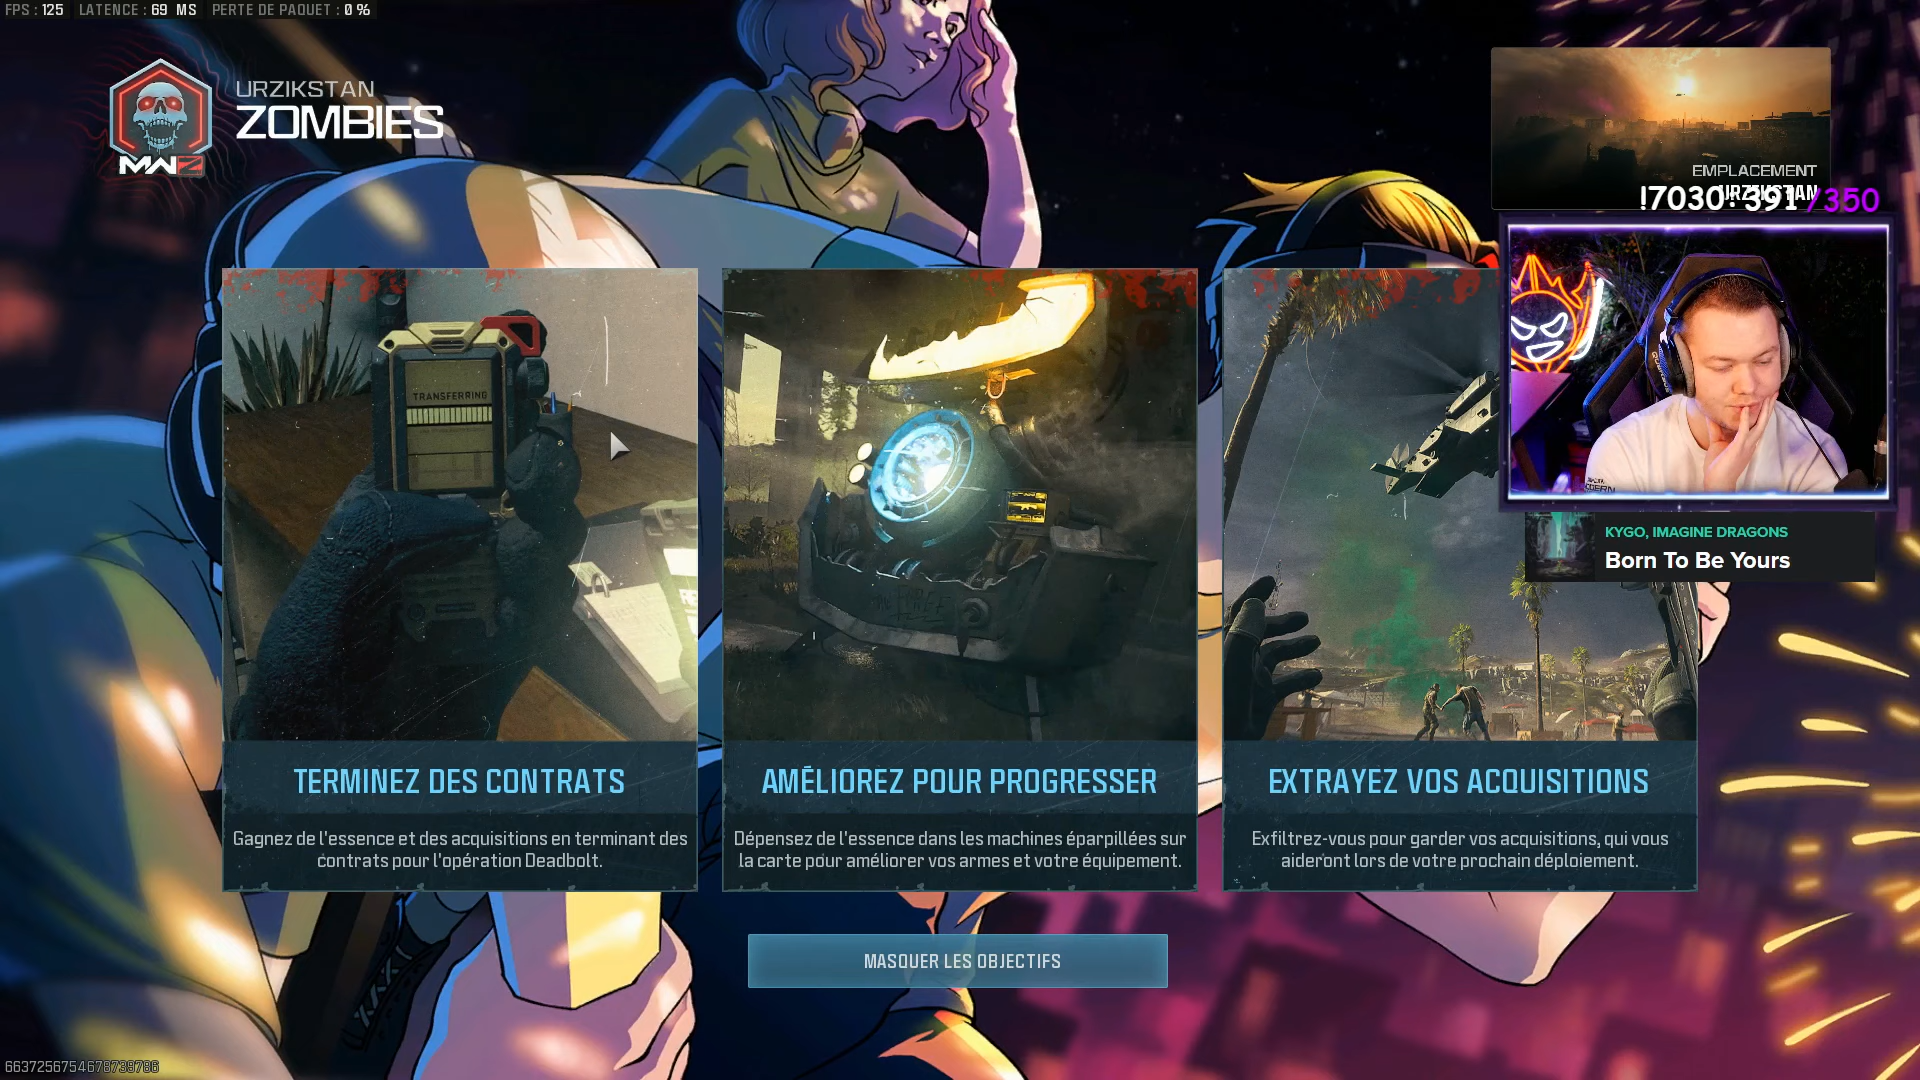 FPS : 125 LATENCE : 69 MS PERTE DE PAQUET : 0 %
URZIKSTAN
ZOMBIES
MWZ
EMPLACEMENT
URZIKSTAN
!7030: 391 /350
TRANSFERRING
KYGO, IMAGINE DRAGONS
Born To Be Yours
TERMINEZ DES CONTRATS
Gagnez de l'essence et des acquisitions en terminant des
contrats pour l'opération Deadbolt.
AMÉLIOREZ POUR PROGRESSER
Dépensez de l'essence dans les machines éparpillées sur
la carte pour améliorer vos armes et votre équipement.
EXTRAYEZ VOS ACQUISITIONS
Exfiltrez-vous pour garder vos acquisitions, qui vous
aideront lors de votre prochain déploiement.
MASQUER LES OBJECTIFS